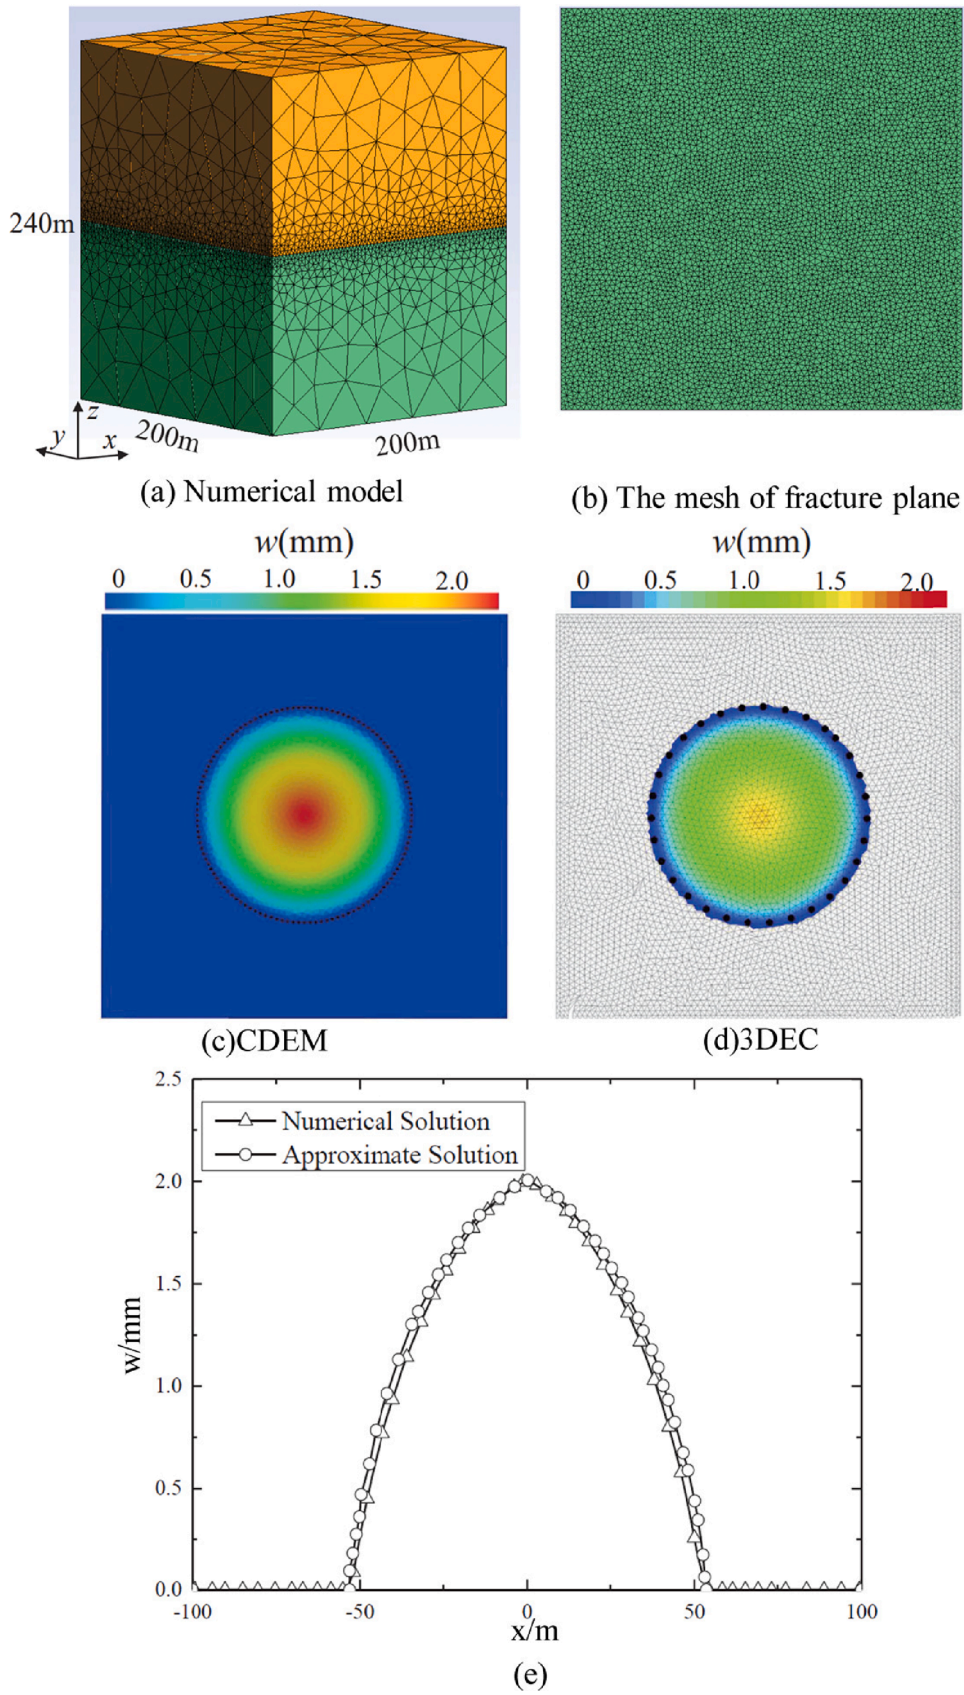 240m
z
y
x
200m
200m
(a) Numerical model
(b) The mesh of fracture plane
w(mm)
0 0.5 1.0 1.5 2.0
w(mm)
0 0.5 1.0 1.5 2.0
(c)CDEM
(d)3DEC
2.5
2.0
1.5
1.0
0.5
0.0
w/mm
Numerical Solution
Approximate Solution
-100 -50 0 50 100
x/m
(e)